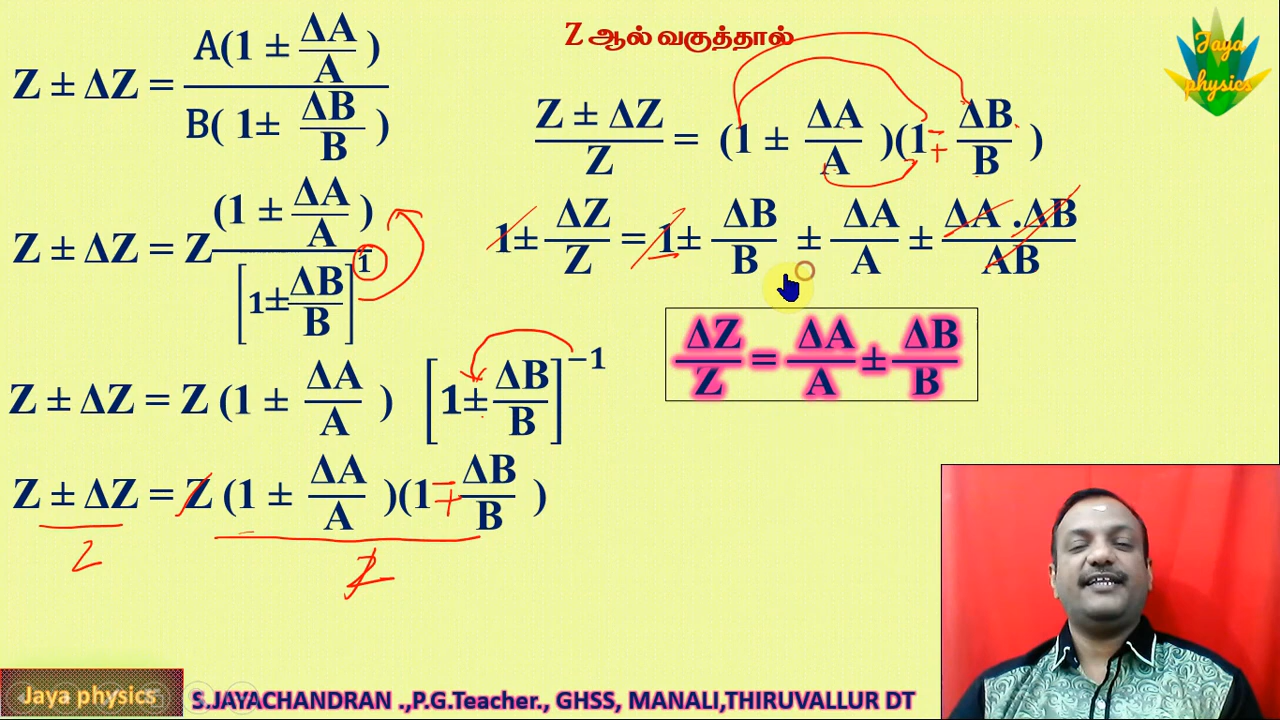 Z ± ΔZ = A(1 ± ΔA/A ) / B( 1± ΔB/B )
Z ± ΔZ = Z (1 ± ΔA/A ) / [1± ΔB/B]^1
Z ± ΔZ = Z (1 ± ΔA/A ) [1± ΔB/B]^−1
Z ± ΔZ = Z (1 ± ΔA/A )(1 ∓ ΔB/B )
Z
Z
Z ஆல் வகுத்தால்
Z ± ΔZ / Z = (1 ± ΔA/A )(1 ∓ ΔB/B )
1± ΔZ/Z = 1± ΔB/B ± ΔA/A ± ΔA .ΔB/AB
ΔZ/Z = ΔA/A ± ΔB/B
Jaya
physics
Jaya physics
S.JAYACHANDRAN .,P.G.Teacher., GHSS, MANALI,THIRUVALLUR DT